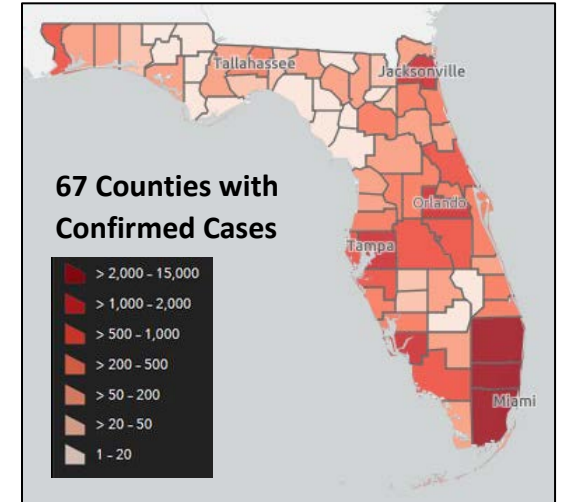 Tallahassee
Jacksonville
67 Counties with
Confirmed Cases
Orlando
Tampa
> 2,000 - 15,000
> 1,000 - 2,000
> 500 - 1,000
> 200 - 500
> 50 - 200
> 20 - 50
1 - 20
Miami